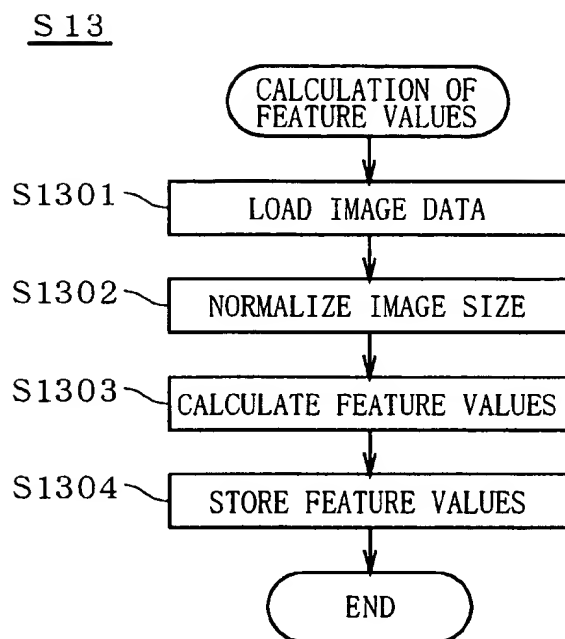 S13
CALCULATION OF
FEATURE VALUES
S1301
LOAD IMAGE DATA
S1302
NORMALIZE IMAGE SIZE
S1303
CALCULATE FEATURE VALUES
S1304
STORE FEATURE VALUES
END